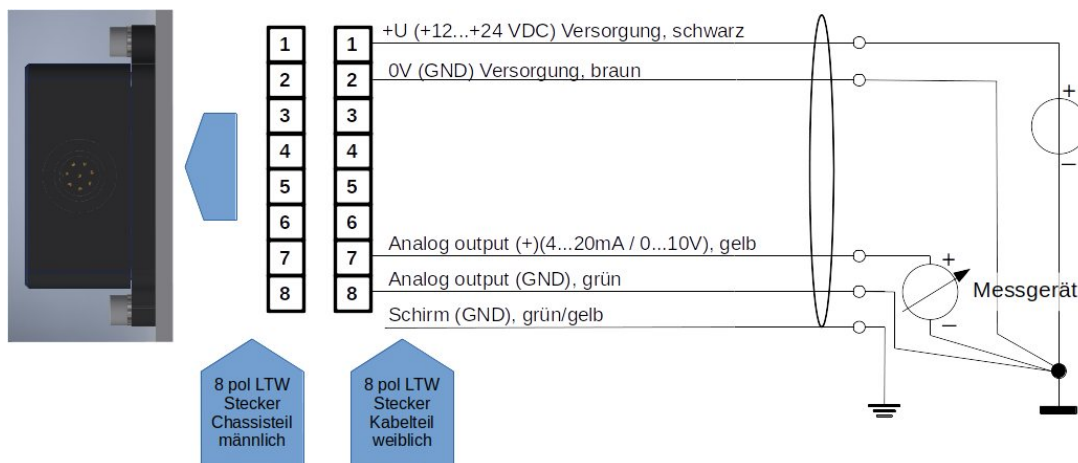 +U (+12...+24 VDC) Versorgung, schwarz
0V (GND) Versorgung, braun
1
2
3
4
5
6
7
8
1
2
3
4
5
6
7
8
Analog output (+)(4...20mA / 0...10V), gelb
Analog output (GND), grün
Schirm (GND), grün/gelb
+
−
+
−
Messgerät
8 pol LTW
Stecker
Chassisteil
männlich
8 pol LTW
Stecker
Kabelteil
weiblich